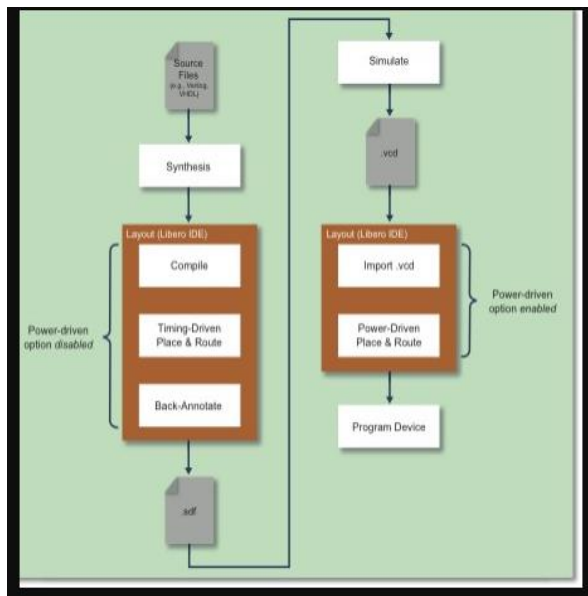 Source
Files
(e.g., Verilog,
VHDL)
Synthesis
Layout (Libero IDE)
Compile
Timing-Driven
Place & Route
Back-Annotate
Power-driven
option disabled
.sdf
Simulate
.vcd
Layout (Libero IDE)
Import .vcd
Power-Driven
Place & Route
Power-driven
option enabled
Program Device